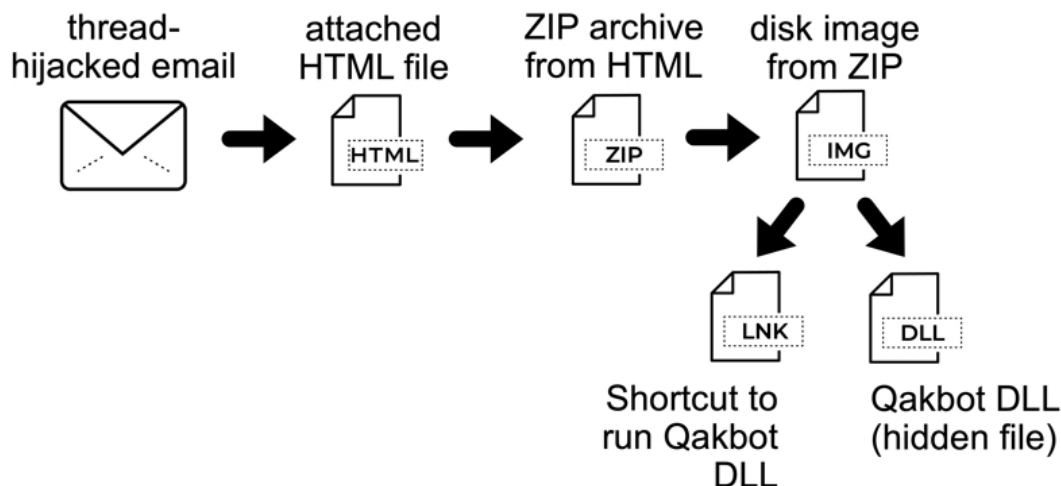 thread-
hijacked email
attached
HTML file
ZIP archive
from HTML
disk image
from ZIP
HTML
ZIP
IMG
LNK
DLL
Shortcut to
run Qakbot
DLL
Qakbot DLL
(hidden file)